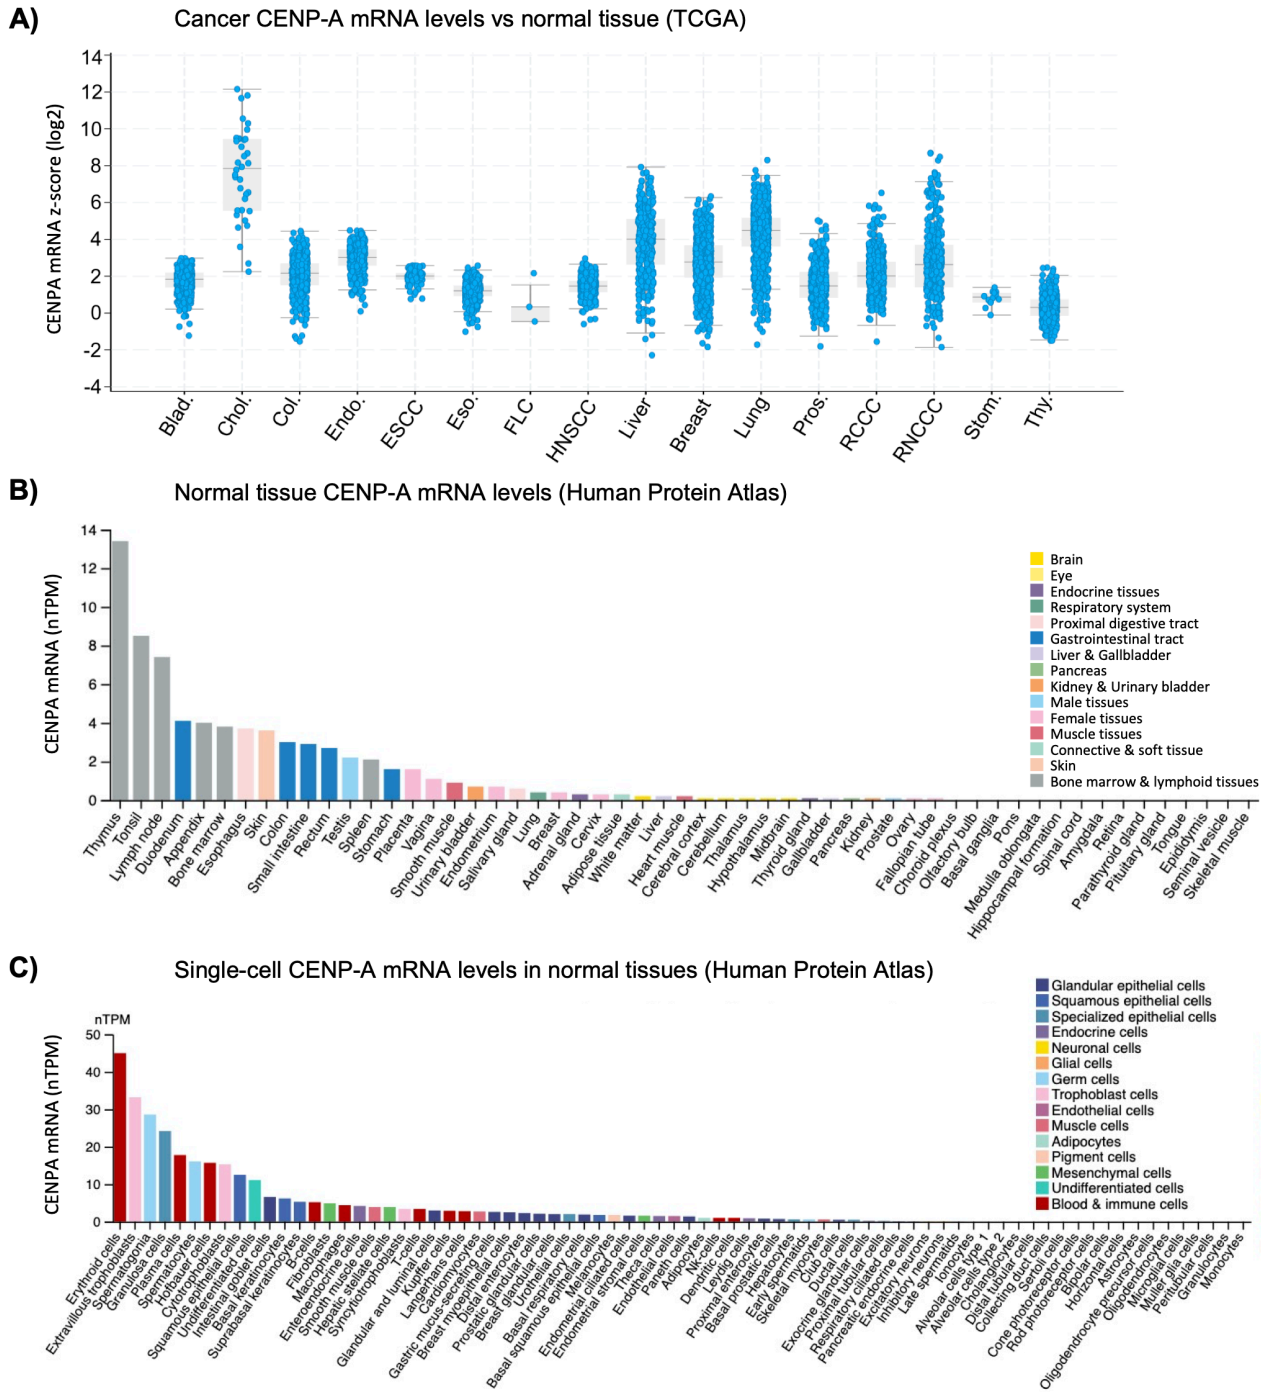 A)
Cancer CENP-A mRNA levels vs normal tissue (TCGA)
CENPA mRNA z-score (log2)
14
12
10
8
6
4
2
0
-2
-4
Blad.
Chol.
Col.
Endo.
ESCC
Eso.
FLC
HNSCC
Liver
Breast
Lung
Pros.
RCCC
RNCCC
Stom.
Thy.
B)
Normal tissue CENP-A mRNA levels (Human Protein Atlas)
CENPA mRNA (nTPM)
14
12
10
8
6
4
2
0
Brain
Eye
Endocrine tissues
Respiratory system
Proximal digestive tract
Gastrointestinal tract
Liver & Gallbladder
Pancreas
Kidney & Urinary bladder
Male tissues
Female tissues
Muscle tissues
Connective & soft tissue
Skin
Bone marrow & lymphoid tissues
Thymus
Tonsil
Lymph node
Duodenum
Appendix
Bone marrow
Esophagus
Skin
Colon
Small intestine
Rectum
Testis
Spleen
Stomach
Placenta
Vagina
Smooth muscle
Urinary bladder
Endometrium
Salivary gland
Lung
Breast
Adrenal gland
Cervix
Adipose tissue
White matter
Liver
Heart muscle
Cerebral cortex
Cerebellum
Thalamus
Hypothalamus
Midbrain
Thyroid gland
Gallbladder
Pancreas
Kidney
Prostate
Ovary
Fallopian tube
Choroid plexus
Olfactory bulb
Basal ganglia
Pons
Medulla oblongata
Hippocampal formation
Spinal cord
Amygdala
Retina
Parathyroid gland
Pituitary gland
Tongue
Epididymis
Seminal vesicle
Skeletal muscle
C)
Single-cell CENP-A mRNA levels in normal tissues (Human Protein Atlas)
nTPM
CENPA mRNA (nTPM)
50
40
30
20
10
0
Glandular epithelial cells
Squamous epithelial cells
Specialized epithelial cells
Endocrine cells
Neuronal cells
Glial cells
Germ cells
Trophoblast cells
Endothelial cells
Muscle cells
Adipocytes
Pigment cells
Mesenchymal cells
Undifferentiated cells
Blood & immune cells
Erythroid cells
Extravillous trophoblasts
Spermatogonia
Granulosa cells
Plasma cells
Spermatocytes
Hofbauer cells
Cytotrophoblasts
Squamous epithelial cells
Undifferentiated cells
Intestinal goblet cells
Basal keratinocytes
Suprabasal keratinocytes
B-cells
Fibroblasts
Macrophages
Enteroendocrine cells
Smooth muscle cells
Hepatic stellate cells
Syncytiotrophoblasts
T-cells
Glandular and luminal cells
Kupffer cells
Langerhans cells
Cardiomyocytes
Gastric mucus-secreting cells
Breast myoepithelial cells
Distal enterocytes
Prostatic glandular cells
Breast glandular cells
Urothelial cells
Basal respiratory cells
Basal squamous epithelial cells
Melanocytes
Endometrial ciliated cells
Endometrial stromal cells
Theca cells
Endothelial cells
Paneth cells
Adipocytes
NK-cells
Dendritic cells
Leydig cells
Proximal enterocytes
Basal prostatic cells
Hepatocytes
Early spermatids
Skeletal myocytes
Club cells
Ductal cells
Exocrine glandular cells
Proximal tubular cells
Respiratory ciliated cells
Pancreatic endocrine cells
Excitatory neurons
Inhibitory neurons
Late spermatids
Ionocytes
Alveolar cells type 1
Alveolar cells type 2
Cholangiocytes
Distal tubular cells
Collecting duct cells
Sertoli cells
Cone photoreceptor cells
Rod photoreceptor cells
Bipolar cells
Horizontal cells
Astrocytes
Oligodendrocyte precursor cells
Oligodendrocytes
Microglial cells
Muller glia cells
Peritubular cells
Granulocytes
Monocytes